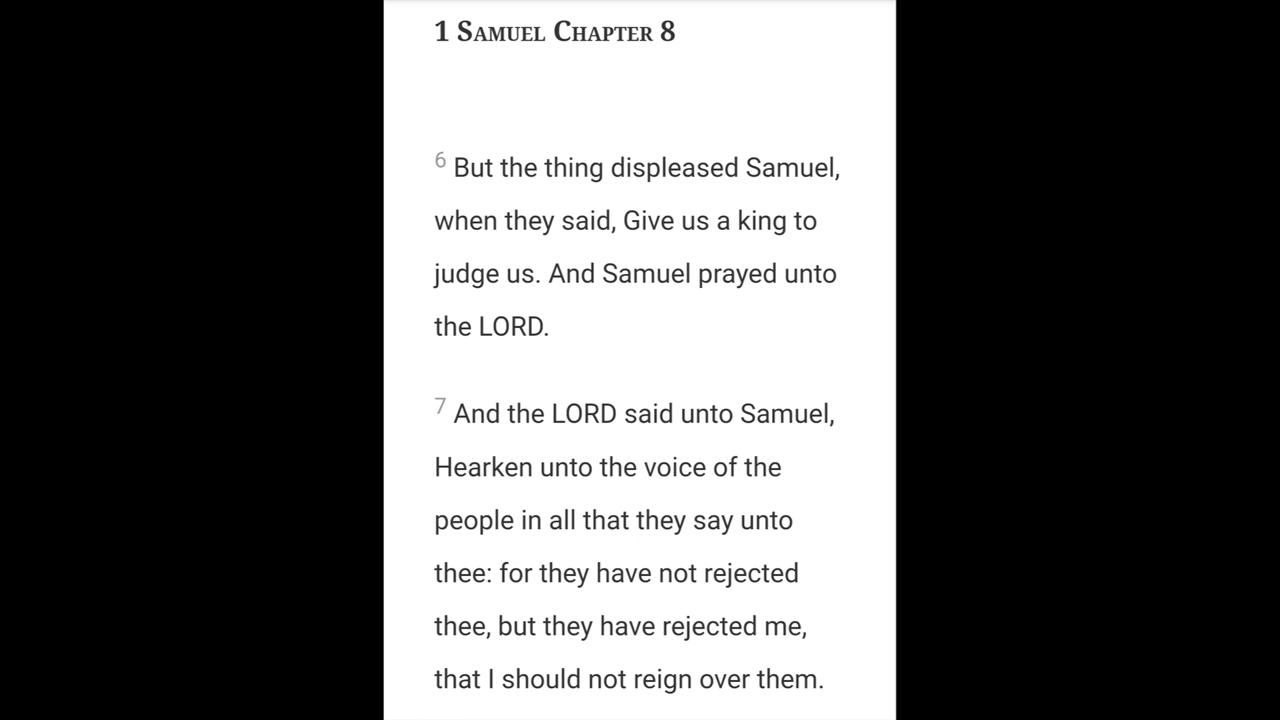 1 Samuel Chapter 8
6 But the thing displeased Samuel,
when they said, Give us a king to
judge us. And Samuel prayed unto
the LORD.
7 And the LORD said unto Samuel,
Hearken unto the voice of the
people in all that they say unto
thee: for they have not rejected
thee, but they have rejected me,
that I should not reign over them.